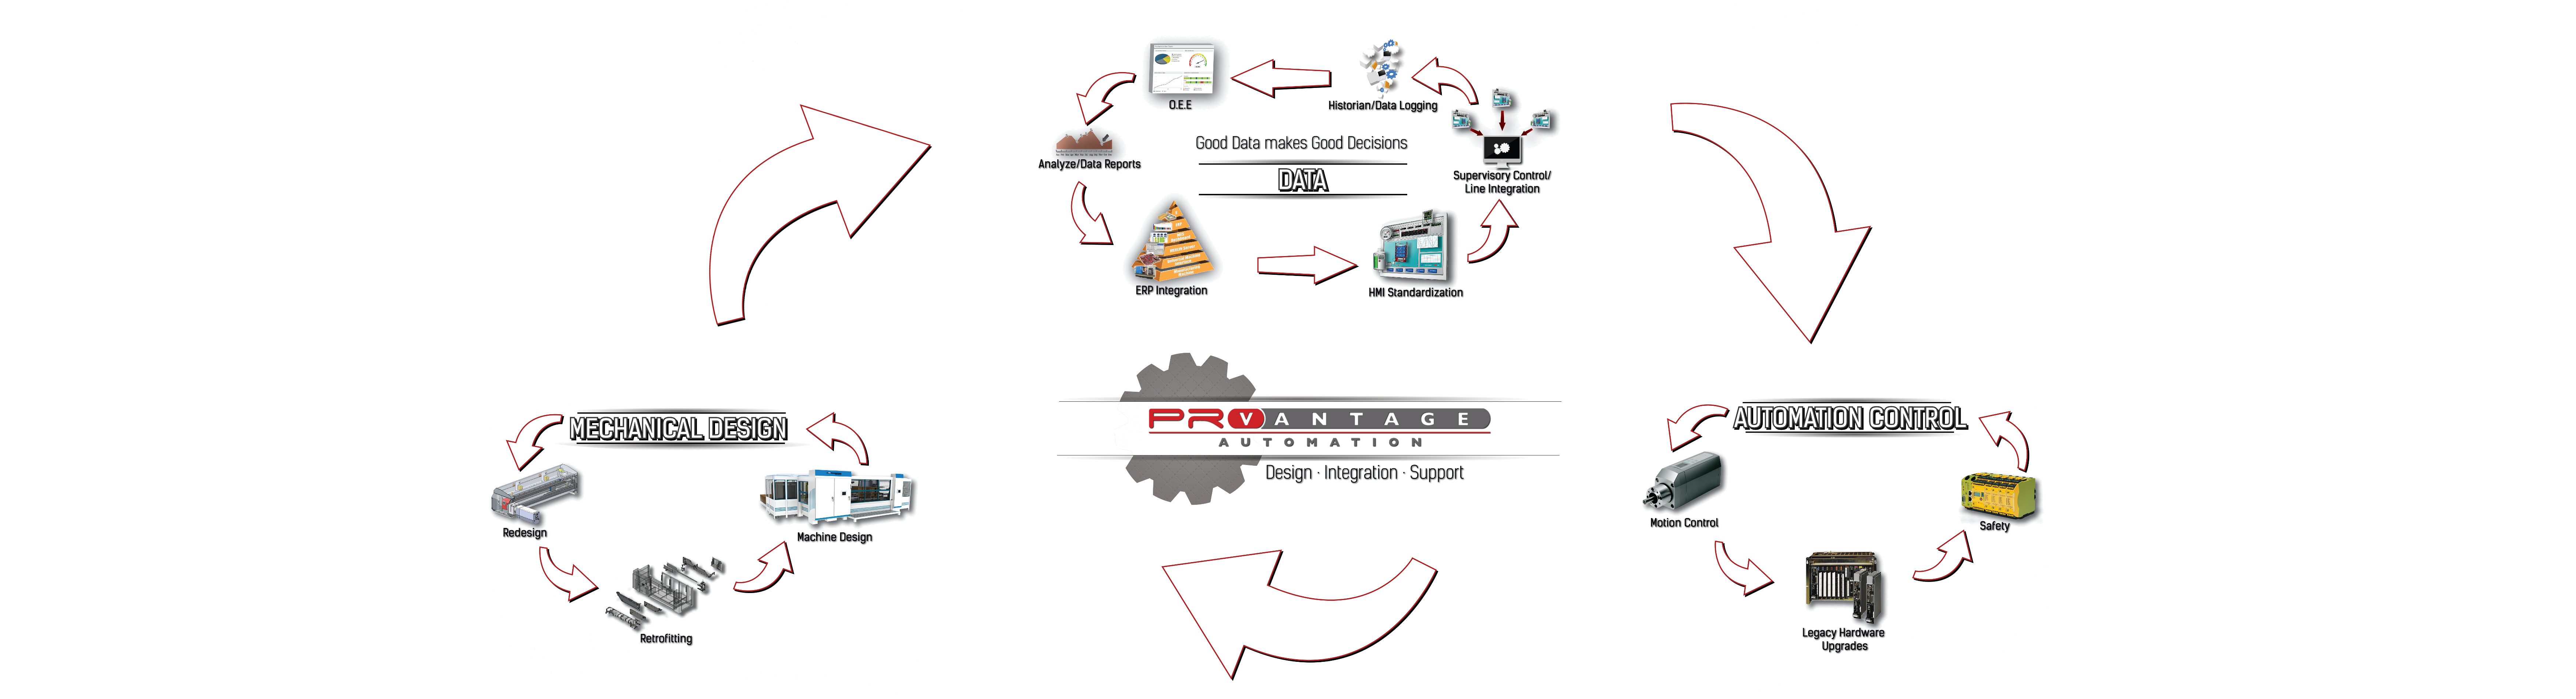 O.E.E
Historian/Data Logging
Good Data makes Good Decisions
Analyze/Data Reports
DATA
Supervisory Control/
Line Integration
ERP Integration
HMI Standardization
MECHANICAL DESIGN
PRVANTAGE
AUTOMATION
Design · Integration · Support
AUTOMATION CONTROL
Redesign
Machine Design
Retrofitting
Motion Control
Safety
Legacy Hardware
Upgrades